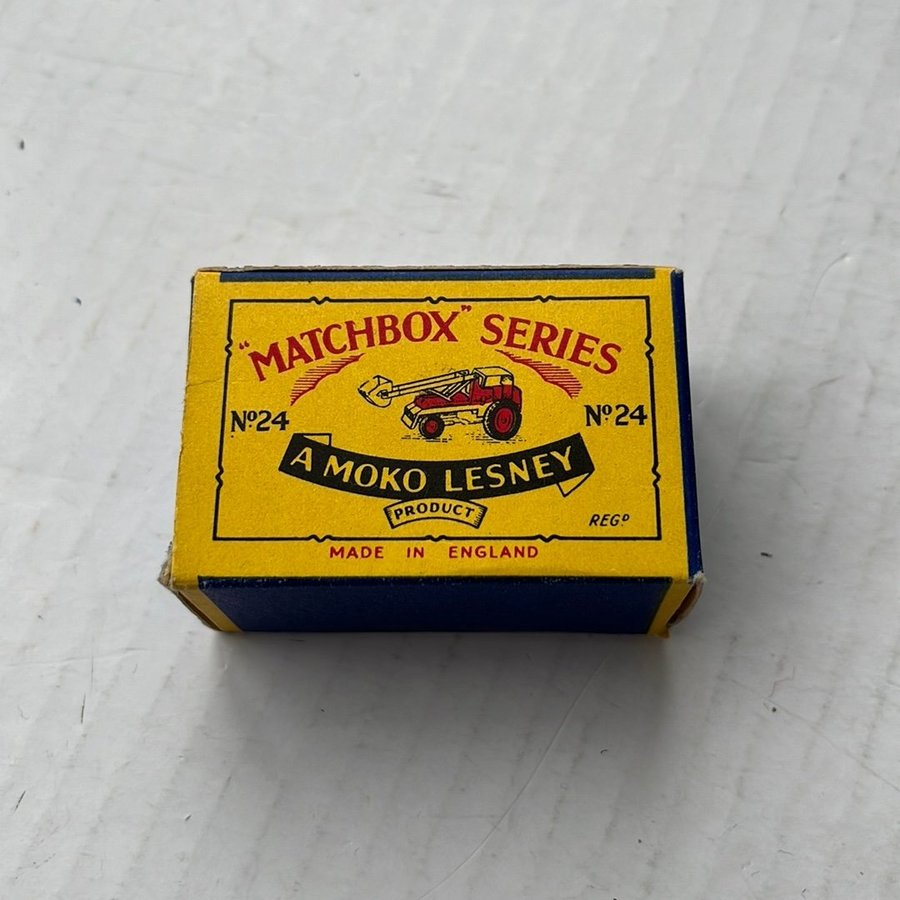 "MATCHBOX" SERIES
Nº24 Nº24
A MOKO LESNEY
PRODUCT
REGᴰ
MADE IN ENGLAND